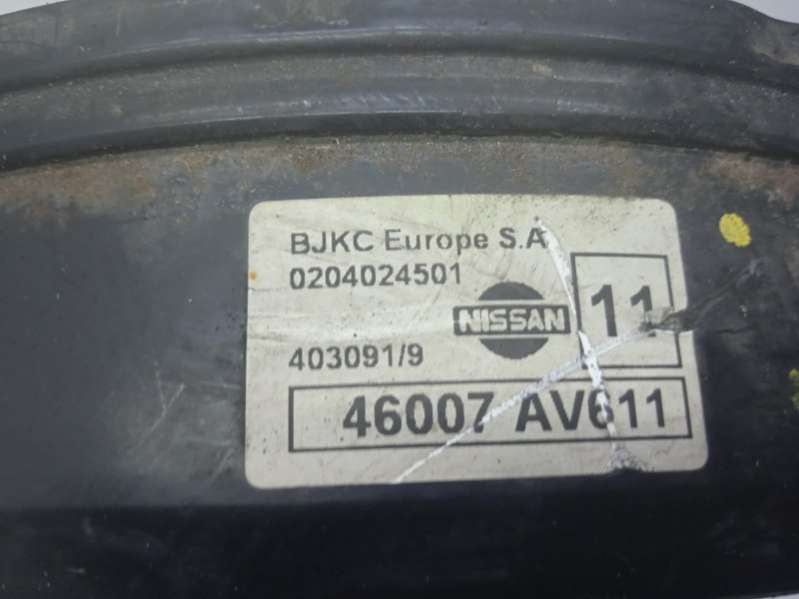 BJKC Europe S.A
0204024501
NISSAN
11
403091/9
46007 AV611